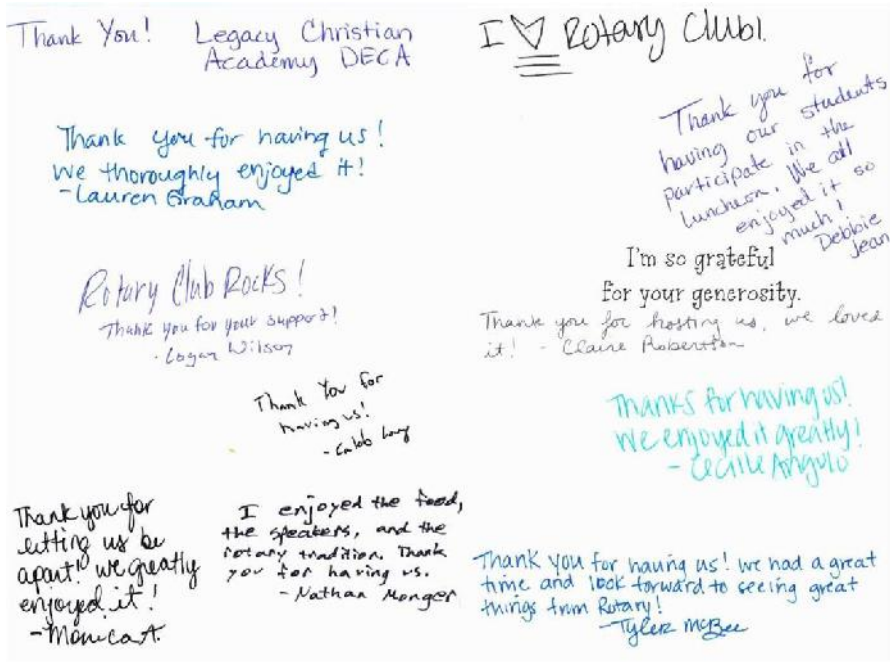 Thank You! Legacy Christian
Academy DECA
Thank you for having us!
We thoroughly enjoyed it!
-Lauren Graham
Rotary Club Rocks!
Thank you for your support!
- Logan Wilson
Thank You for
having us!
- Caleb Long
Thank you for
letting us be
apart! we greatly
enjoyed it!
-Monica A.
I enjoyed the food,
the speakers, and the
rotary tradition. Thank
you for having us.
- Nathan Monger
I ♡ Rotary Club!
Thank you for
having our students
participate in the
luncheon. We all
enjoyed it so
much!
Debbie
Jean
I'm so grateful
for your generosity.
Thank you for hosting us, we loved
it! - Claire Robertson
Thanks for having us!
We enjoyed it greatly!
- Cecile Angulo
Thank you for having us! we had a great
time and look forward to seeing great
things from Rotary!
-Tyler McBee